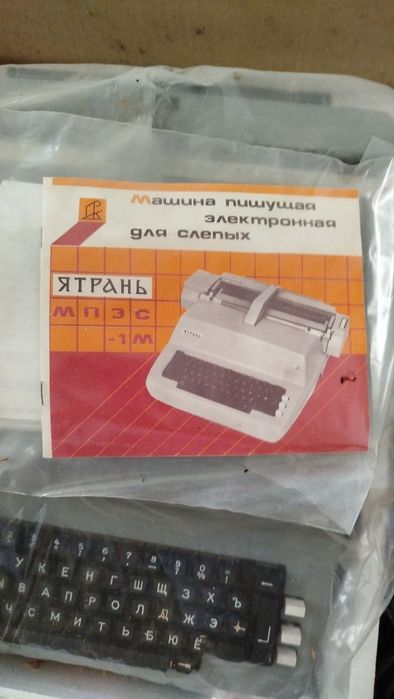 Машина пишущая
электронная
для слепых
ЯТРАНЬ
МПЭС
-1М
ЯТРАНЬ
У К Е Н Г Ш Щ З Х Ъ
В А П Р О Л Д Ж Э
Ч С М И Т Ь Б Ю Ё